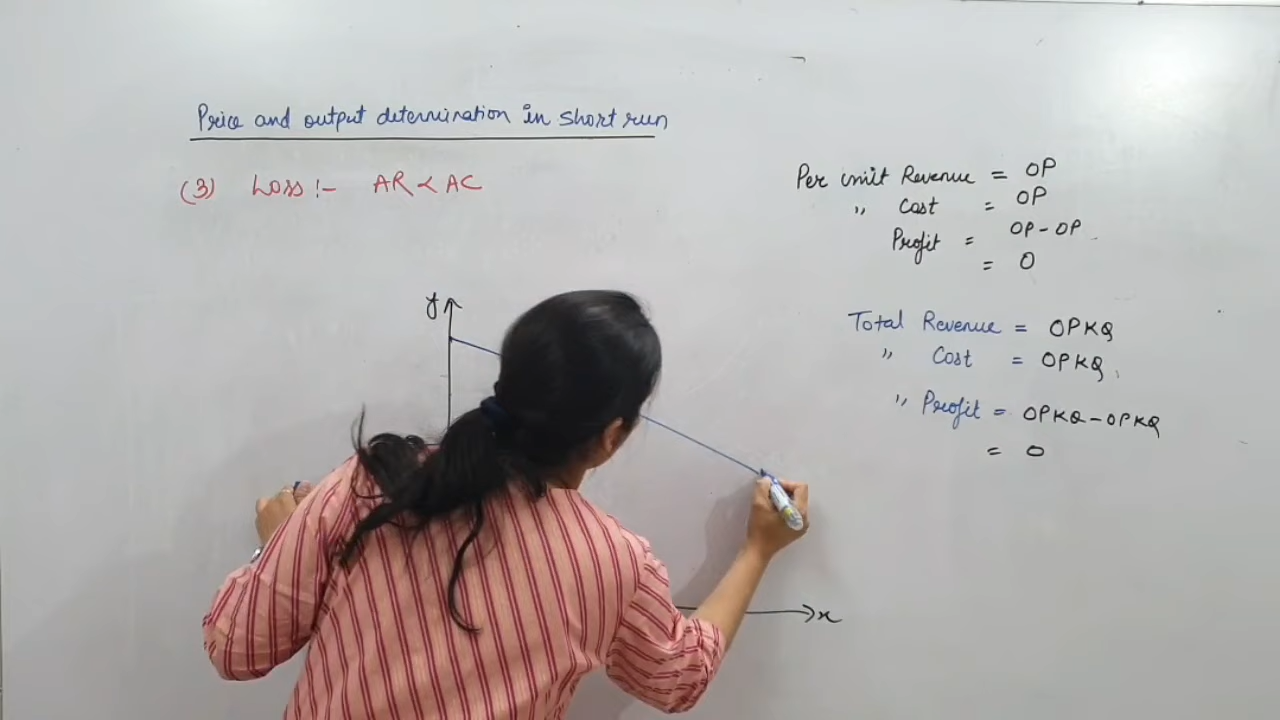 Price and output determination in short run
(3) Loss :- AR < AC
Per unit Revenue = OP
,, Cost = OP
Profit = OP - OP
= 0
Total Revenue = OPKQ
,, Cost = OPKQ
,, Profit = OPKQ - OPKQ
= 0
y
x